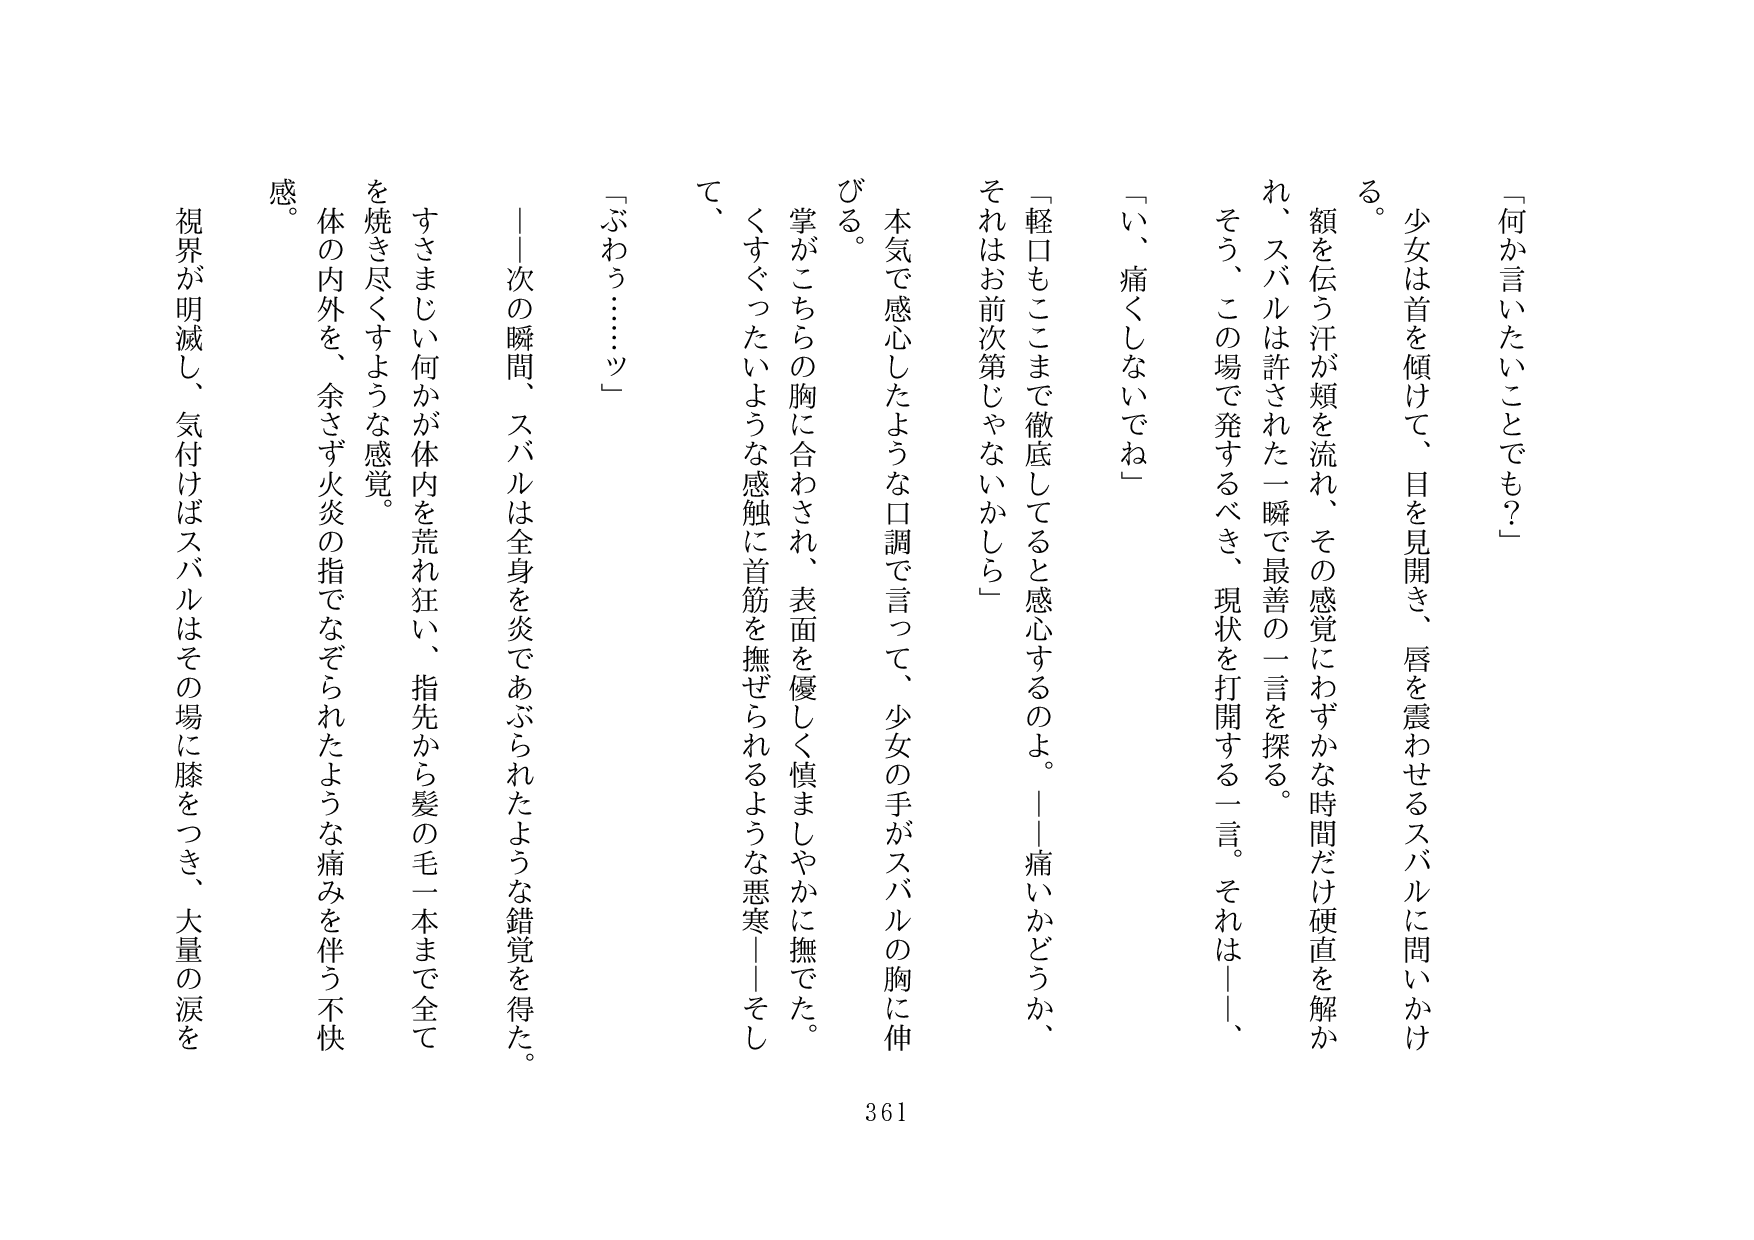 「何か言いたいことでも？」
少女は首を傾けて、目を見開き、唇を震わせるスバルに問いかけ
る。
額を伝う汗が頬を流れ、その感覚にわずかな時間だけ硬直を解か
れ、スバルは許された一瞬で最善の一言を探る。
そう、この場で発するべき、現状を打開する一言。それは――、
「い、痛くしないでね」
「軽口もここまで徹底してると感心するのよ。――痛いかどうか、
それはお前次第じゃないかしら」
本気で感心したような口調で言って、少女の手がスバルの胸に伸
びる。
掌がこちらの胸に合わされ、表面を優しく慎ましやかに撫でた。
くすぐったいような感触に首筋を撫ぜられるような悪寒――そし
て、
「ぶわぅ……ッ」
――次の瞬間、スバルは全身を炎であぶられたような錯覚を得た。
すさまじい何かが体内を荒れ狂い、指先から髪の毛一本まで全て
を焼き尽くすような感覚。
体の内外を、余さず火炎の指でなぞられたような痛みを伴う不快
感。
視界が明滅し、気付けばスバルはその場に膝をつき、大量の涙を
361